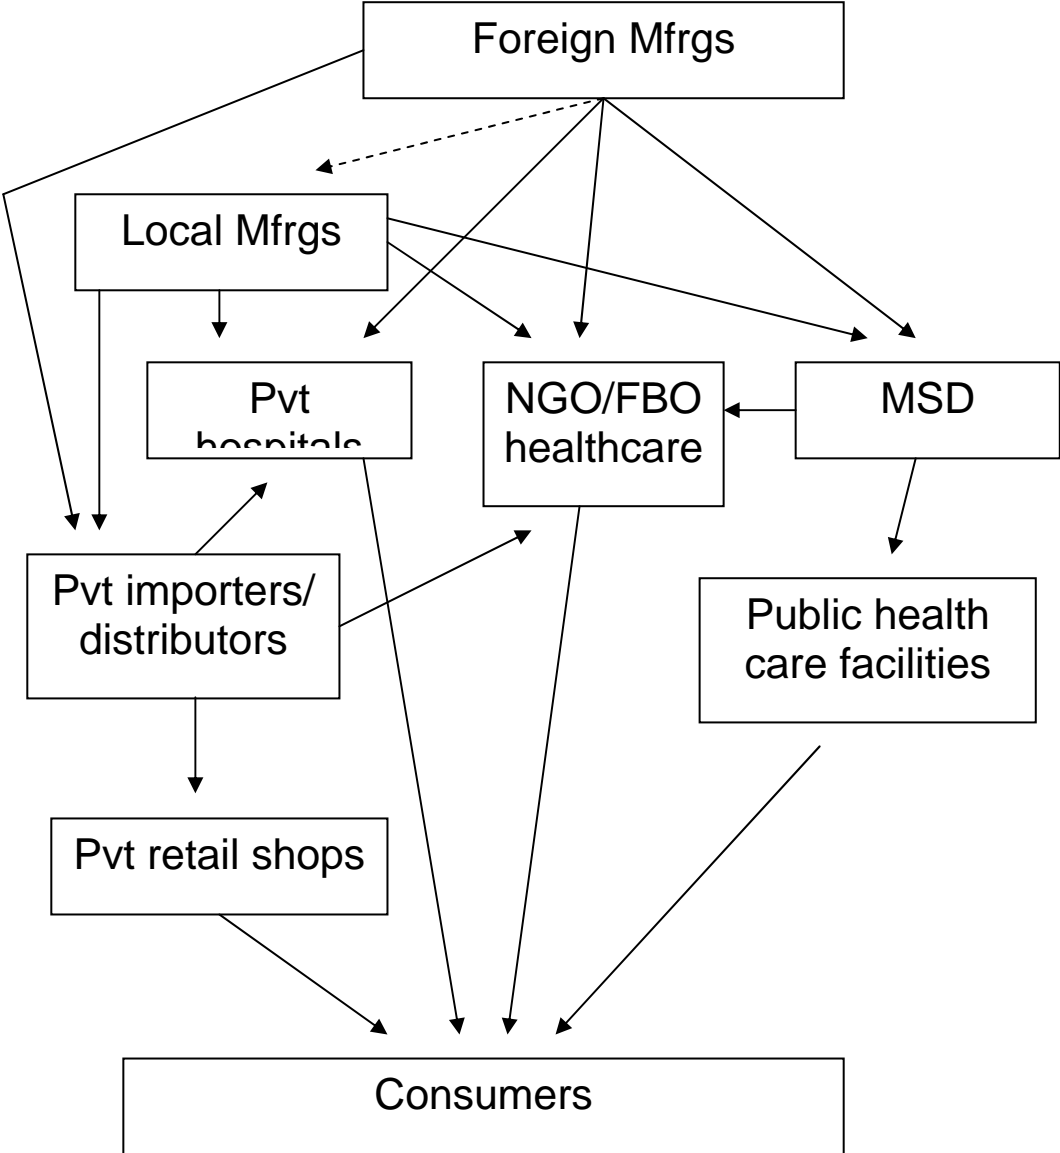 Foreign Mfrgs
Local Mfrgs
Pvt
hospitals
NGO/FBO
healthcare
MSD
Pvt importers/
distributors
Public health
care facilities
Pvt retail shops
Consumers